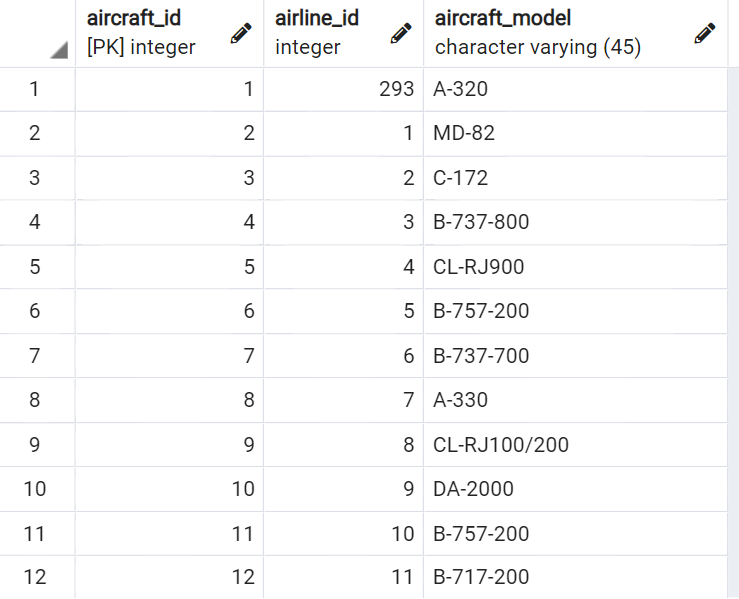 aircraft_id airline_id aircraft_model
[PK] integer integer character varying (45)
1 1 293 A-320
2 2 1 MD-82
3 3 2 C-172
4 4 3 B-737-800
5 5 4 CL-RJ900
6 6 5 B-757-200
7 7 6 B-737-700
8 8 7 A-330
9 9 8 CL-RJ100/200
10 10 9 DA-2000
11 11 10 B-757-200
12 12 11 B-717-200